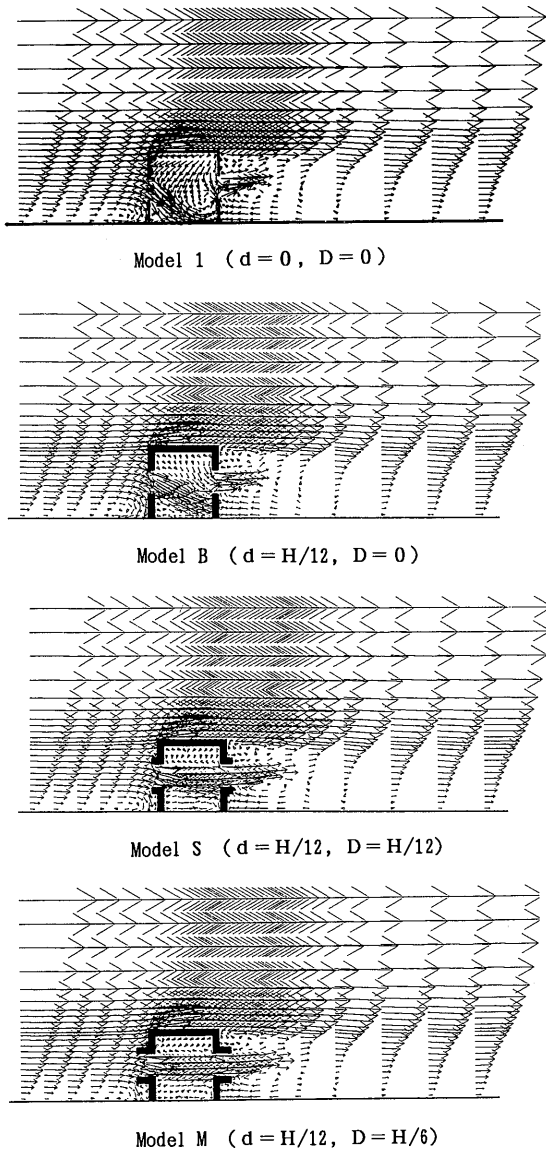 Model 1 (d=0, D=0)
Model B (d=H/12, D=0)
Model S (d=H/12, D=H/12)
Model M (d=H/12, D=H/6)